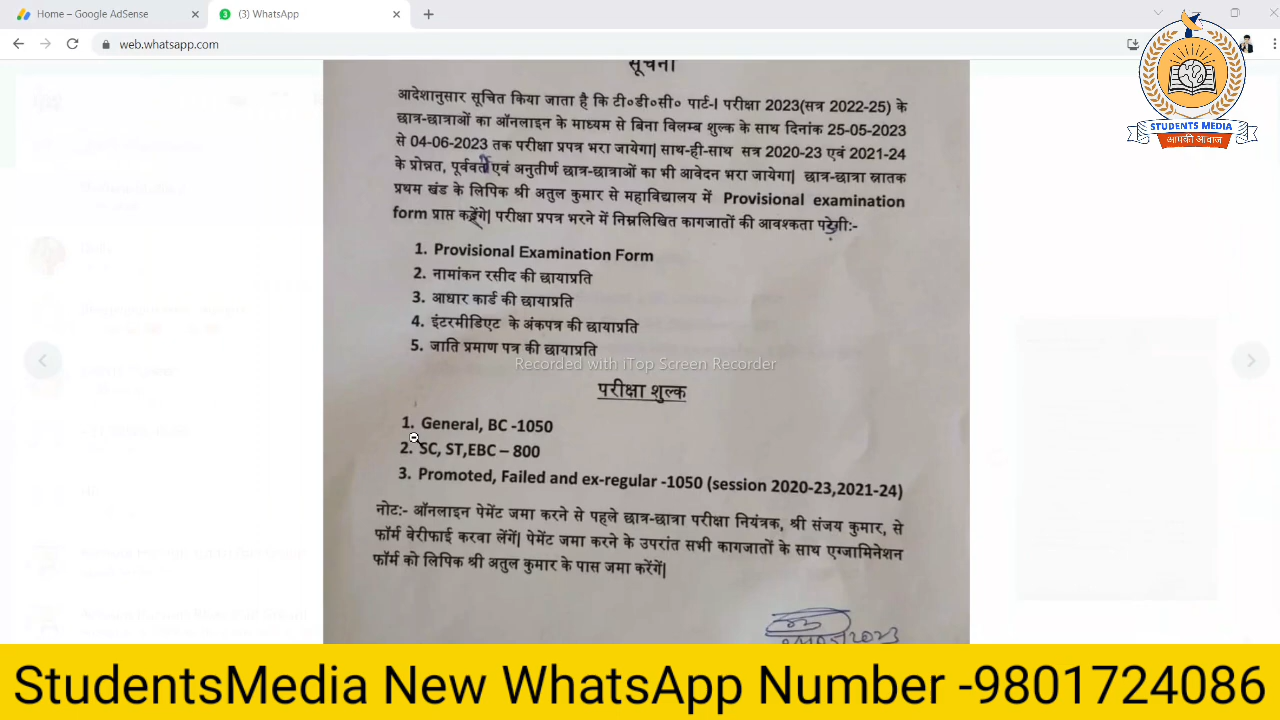 Home – Google AdSense
(3) WhatsApp
web.whatsapp.com
STUDENTS MEDIA
आपकी आवाज
सूचना
आदेशानुसार सूचित किया जाता है कि टी०डी०सी० पार्ट-I परीक्षा 2023(सत्र 2022-25) के
छात्र-छात्राओं का ऑनलाइन के माध्यम से बिना विलम्ब शुल्क के साथ दिनांक 25-05-2023
से 04-06-2023 तक परीक्षा प्रपत्र भरा जायेगा| साथ-ही-साथ सत्र 2020-23 एवं 2021-24
के प्रोन्नत, पूर्ववर्ती एवं अनुतीर्ण छात्र-छात्राओं का भी आवेदन भरा जायेगा| छात्र-छात्रा स्नातक
प्रथम खंड के लिपिक श्री अतुल कुमार से महाविद्यालय में Provisional examination
form प्राप्त करेंगे| परीक्षा प्रपत्र भरने में निम्नलिखित कागजातों की आवश्कता पड़ेगी:-
1. Provisional Examination Form
2. नामांकन रसीद की छायाप्रति
3. आधार कार्ड की छायाप्रति
4. इंटरमीडिएट के अंकपत्र की छायाप्रति
5. जाति प्रमाण पत्र की छायाप्रति
Recorded with iTop Screen Recorder
परीक्षा शुल्क
1. General, BC -1050
2. SC, ST,EBC – 800
3. Promoted, Failed and ex-regular -1050 (session 2020-23,2021-24)
नोट:- ऑनलाइन पेमेंट जमा करने से पहले छात्र-छात्रा परीक्षा नियंत्रक, श्री संजय कुमार, से
फॉर्म वेरीफाई करवा लेंगें| पेमेंट जमा करने के उपरांत सभी कागजातों के साथ एग्जामिनेशन
फॉर्म को लिपिक श्री अतुल कुमार के पास जमा करेंगें|
StudentsMedia New WhatsApp Number -9801724086